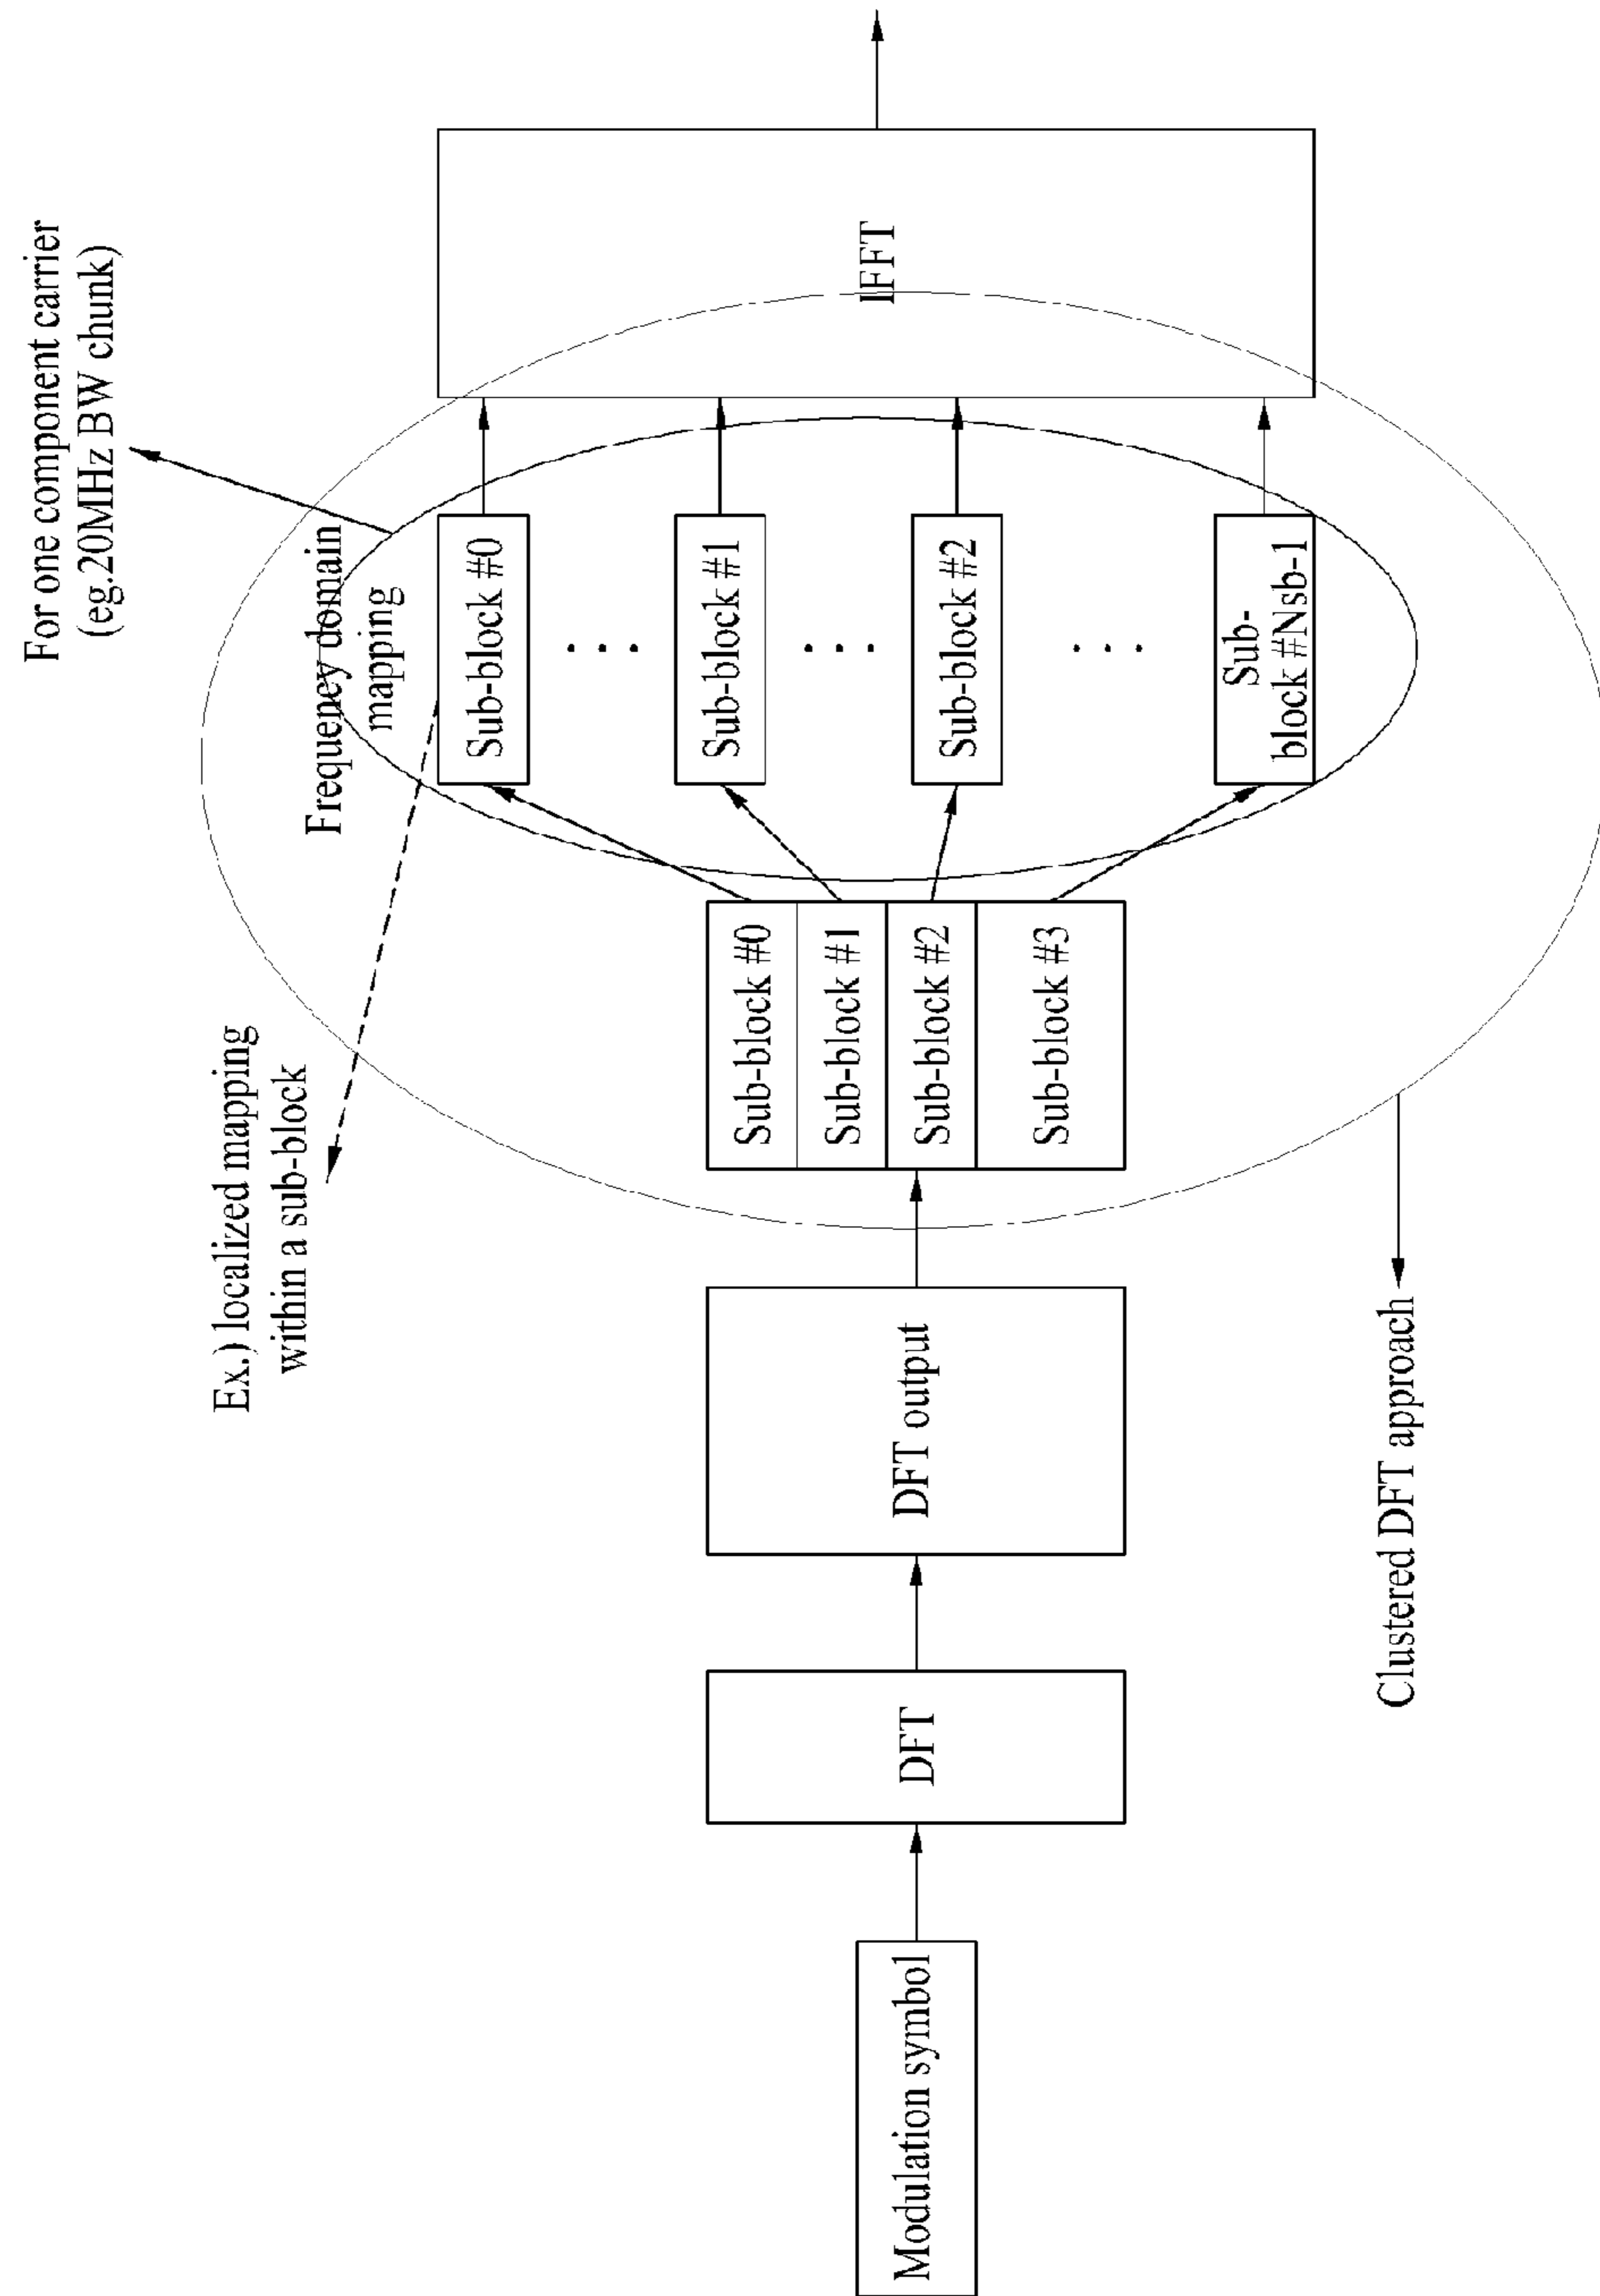 For one component carrier
(eg.20MHz BW chunk)
Ex.) localized mapping
within a sub-block
Frequency domain
mapping
Modulation symbol
DFT
DFT output
Sub-block #0
Sub-block #1
Sub-block #2
Sub-block #3
Sub-block #0
. . .
Sub-block #1
. . .
Sub-block #2
. . .
Sub-
block #Nsb-1
IFFT
Clustered DFT approach